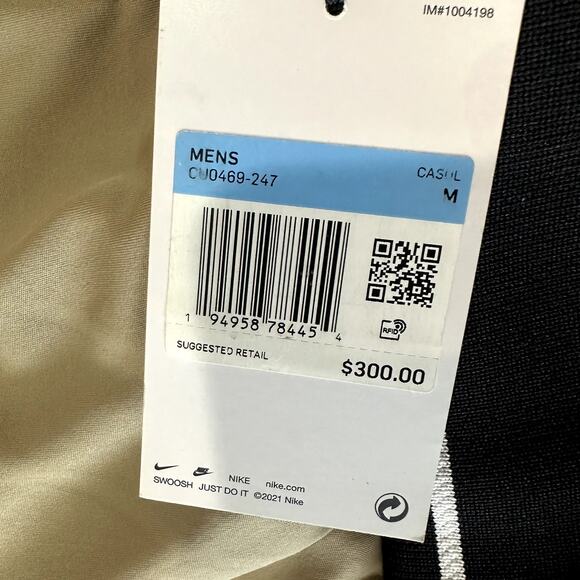 IM#1004198
MENS
CU0469-247
CASUL
M
1 94958 78445 4
RFID
SUGGESTED RETAIL
$300.00
NIKE nike.com
SWOOSH JUST DO IT ©2021 Nike